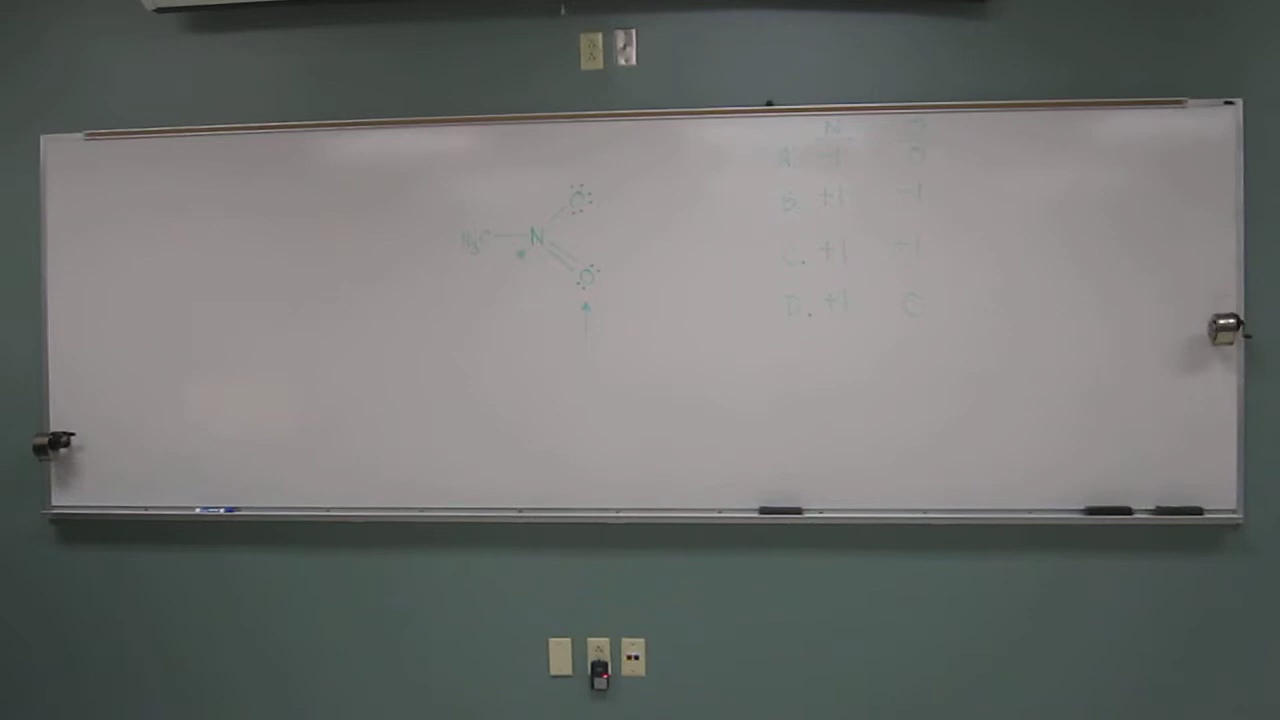 O
H3C N
O
N O
A. -1 0
B. +1 -1
C. +1 +1
D. +1 0